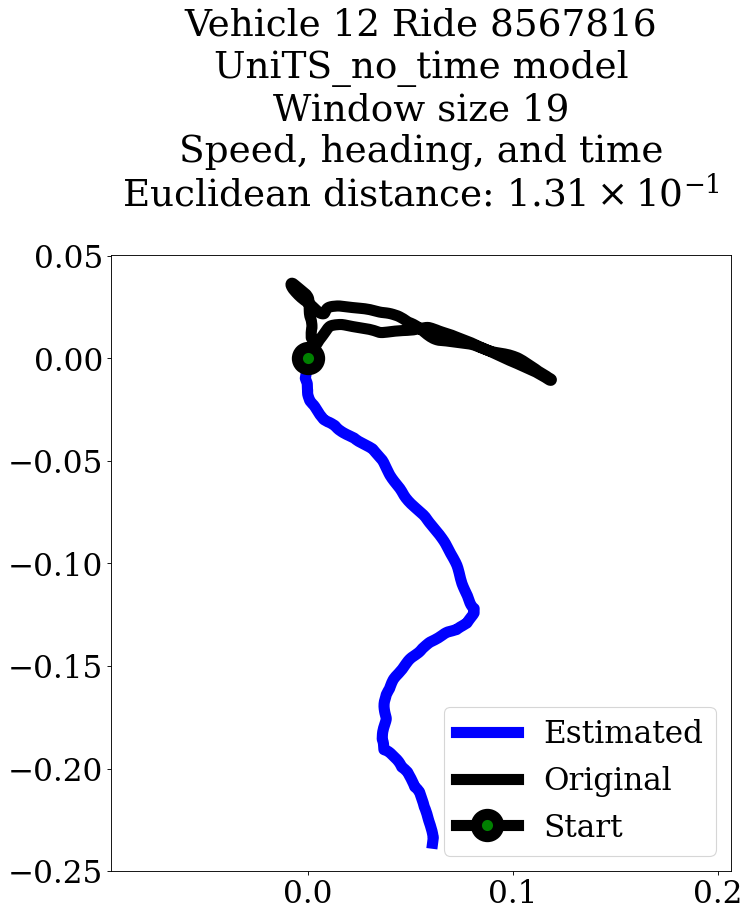 Vehicle 12 Ride 8567816
UniTS_no_time model
Window size 19
Speed, heading, and time
Euclidean distance: 1.31 × 10⁻¹
0.05
0.00
−0.05
−0.10
−0.15
−0.20
−0.25
0.0
0.1
0.2
Estimated
Original
Start